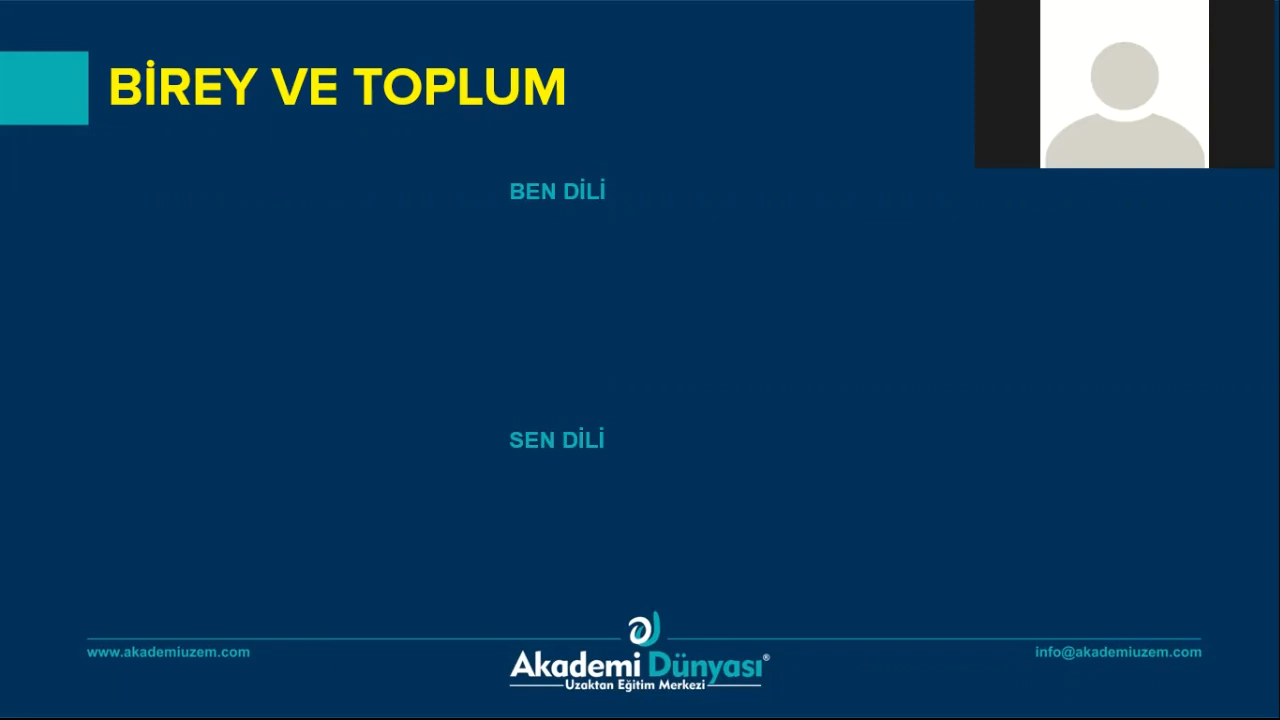 BİREY VE TOPLUM
BEN DİLİ
SEN DİLİ
www.akademiuzem.com
info@akademiuzem.com
Akademi Dünyası®
Uzaktan Eğitim Merkezi